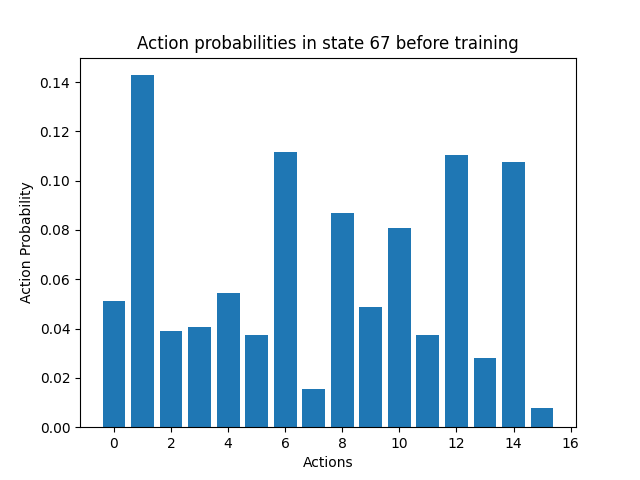 Action probabilities in state 67 before training
0.14
0.12
0.10
0.08
0.06
0.04
0.02
0.00
Action Probability
0 2 4 6 8 10 12 14 16
Actions